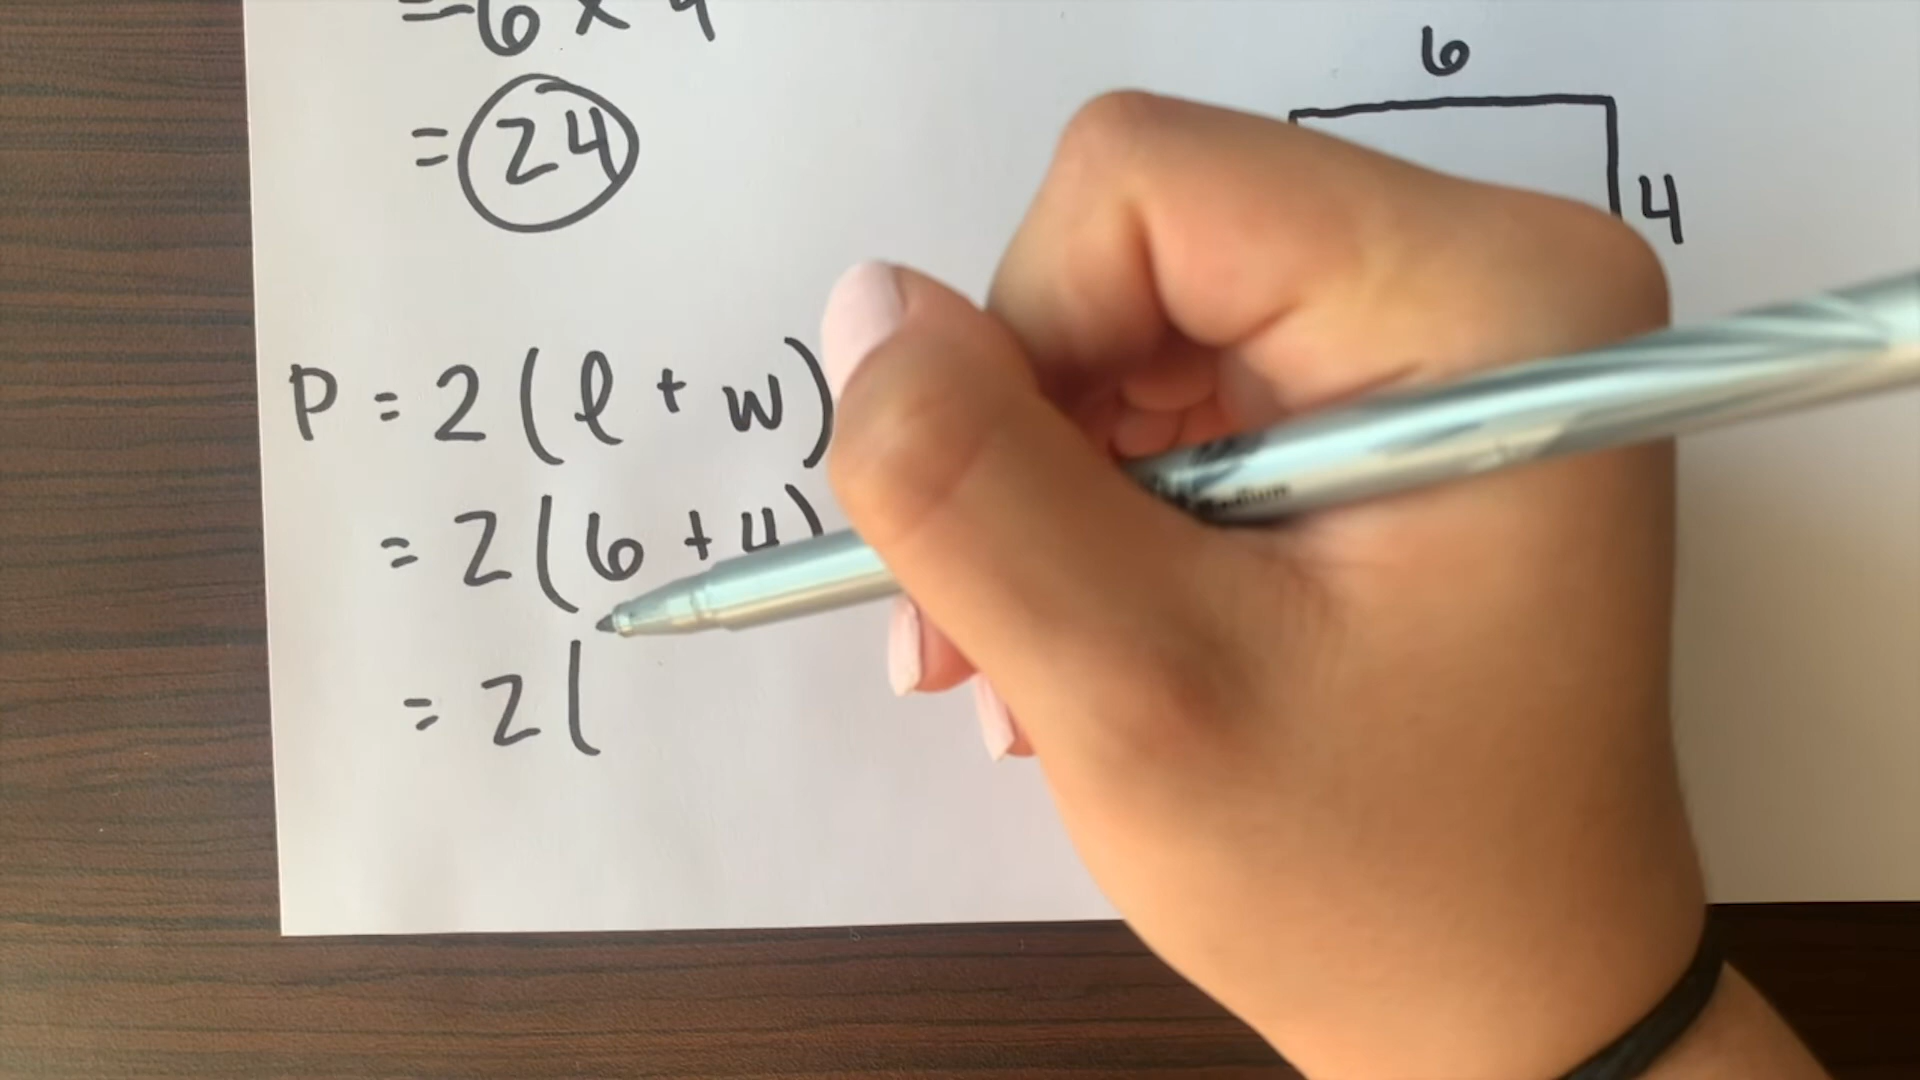 =6 x 4
= 24
6
4
P = 2 ( l + w )
= 2 ( 6 + 4 )
= 2 (